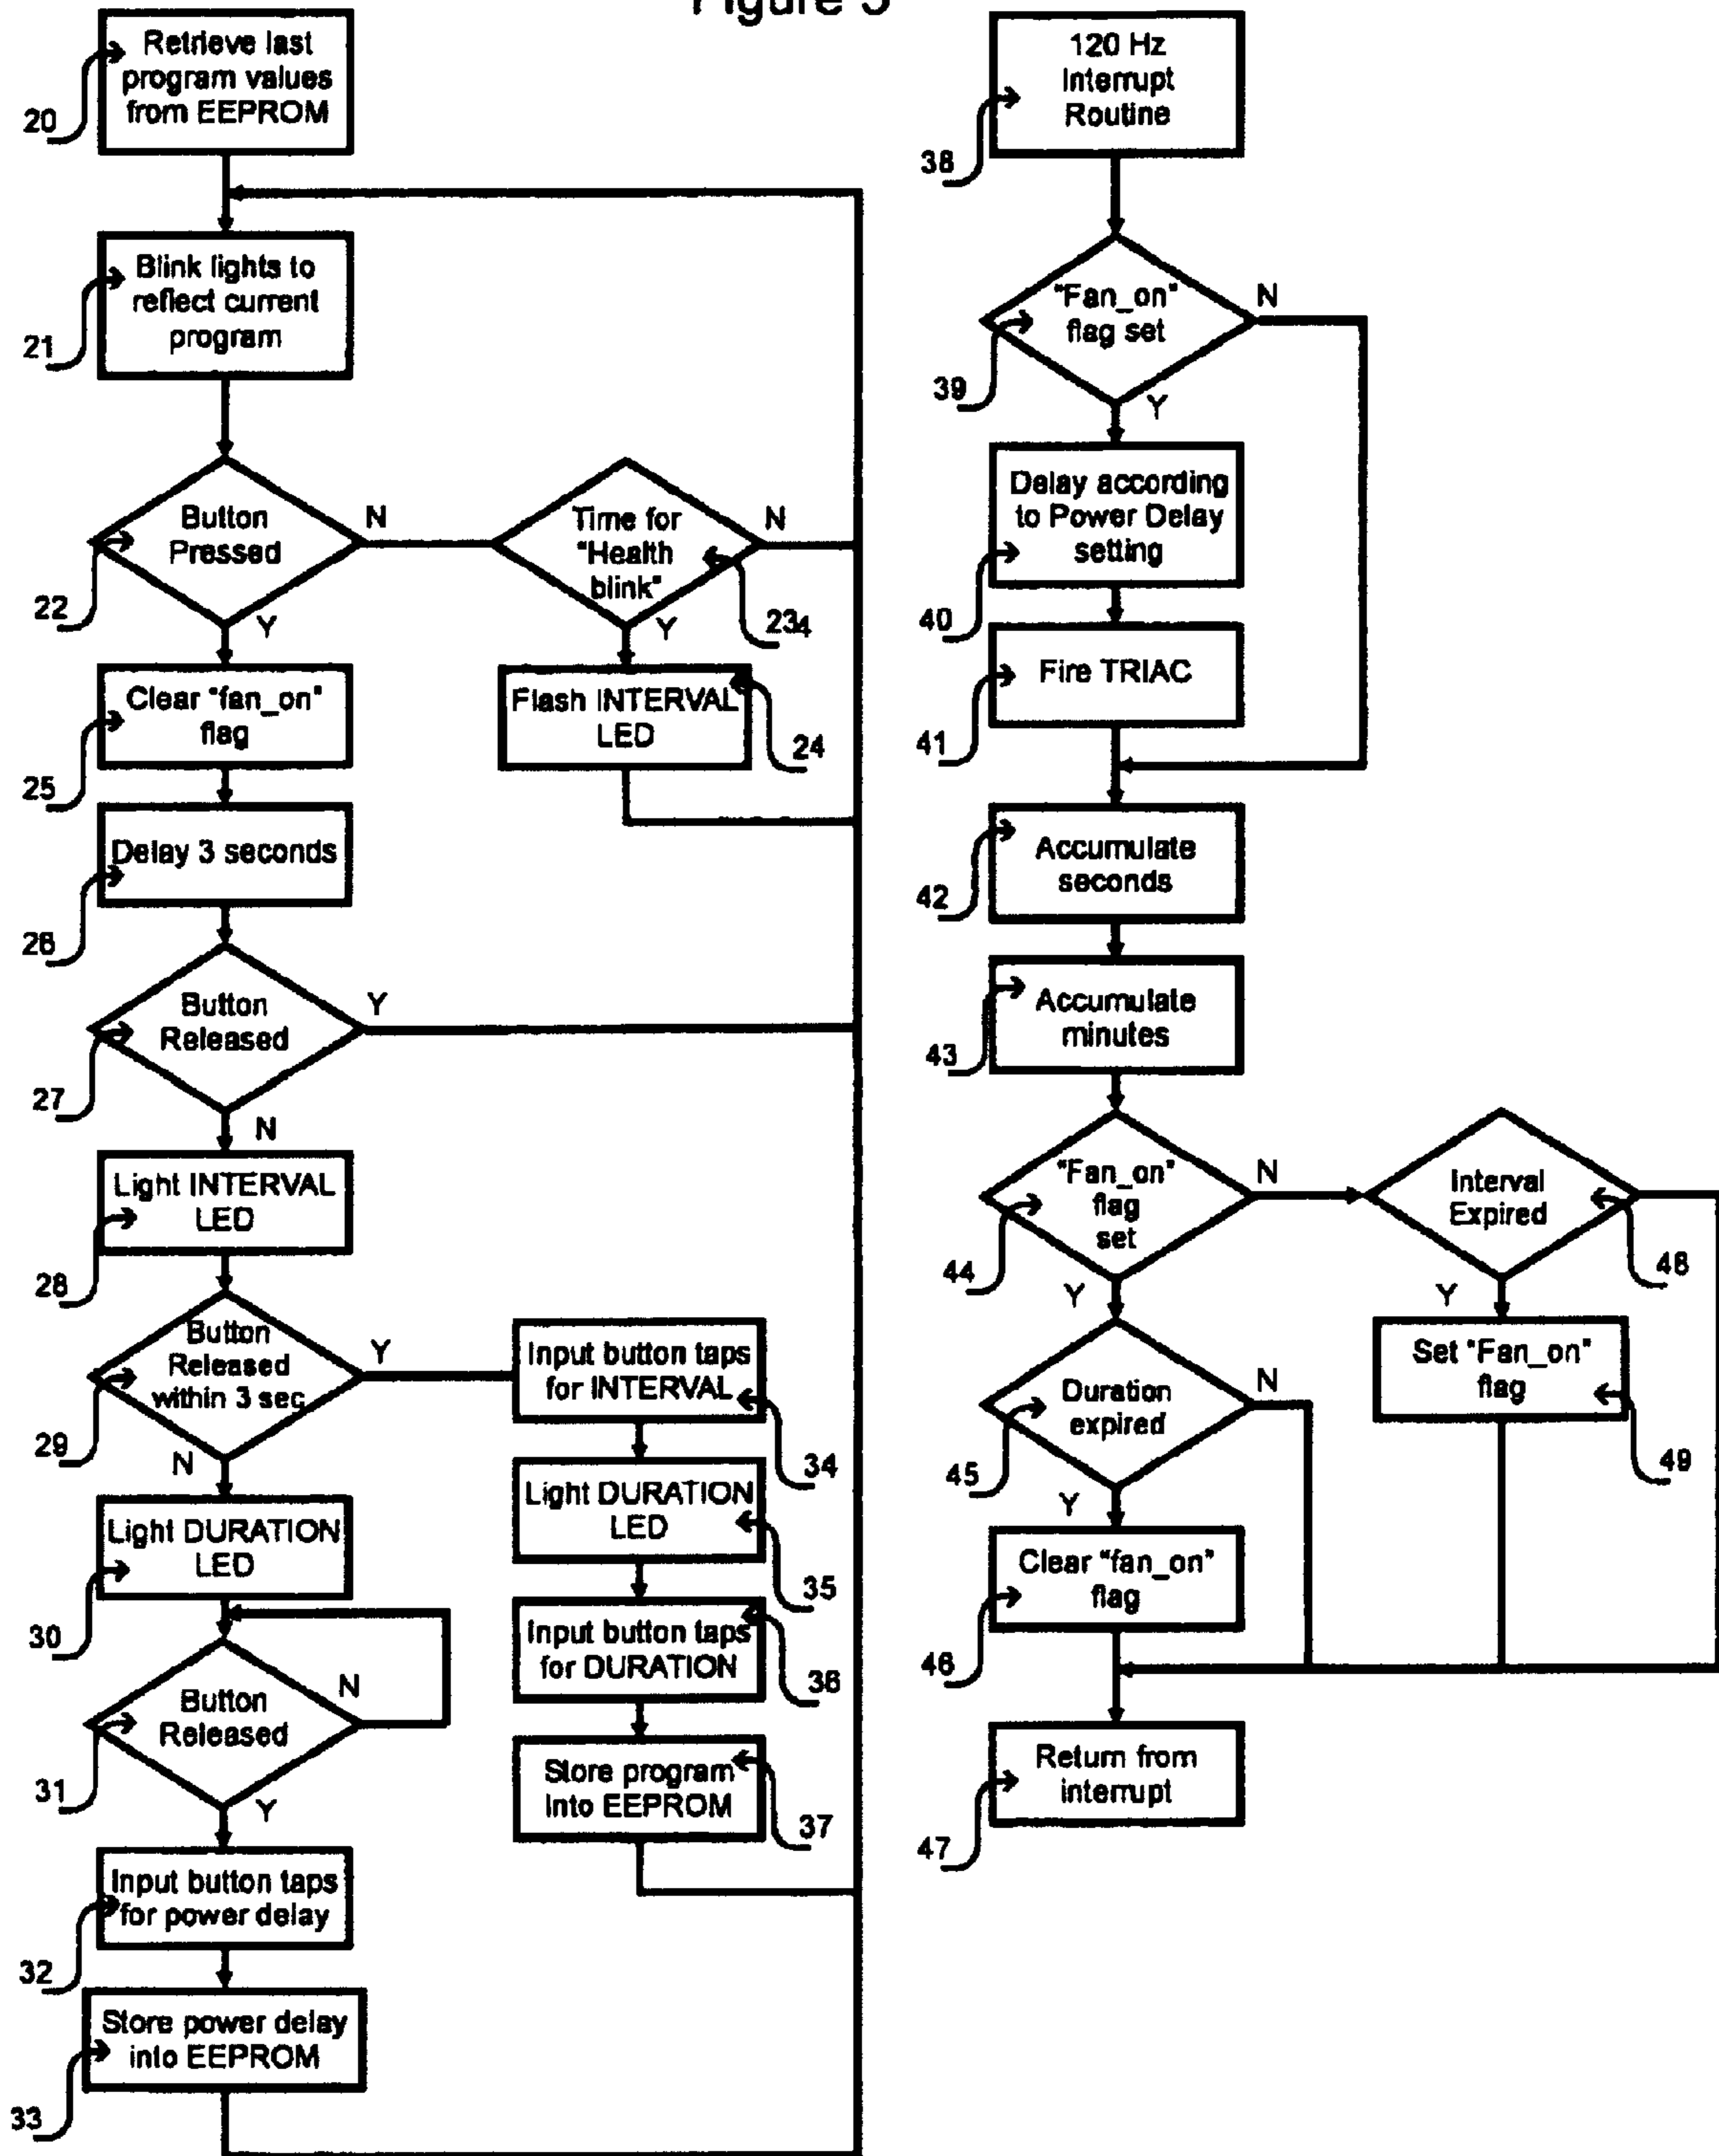 Figure 5
Retrieve last
program values
from EEPROM
20
Blink lights to
reflect current
program
21
Button
Pressed
N
Y
22
Time for
"Health
blink"
N
Y
234
Clear "fan_on"
flag
25
Flash INTERVAL
LED
24
Delay 3 seconds
26
Button
Released
Y
N
27
Light INTERVAL
LED
28
Button
Released
within 3 sec
Y
N
29
Input button taps
for INTERVAL
34
Light DURATION
LED
30
Light DURATION
LED
35
Button
Released
N
Y
31
Input button taps
for DURATION
36
Store program
into EEPROM
37
Input button taps
for power delay
32
Store power delay
into EEPROM
33
120 Hz
Interrupt
Routine
38
"Fan_on"
flag set
N
Y
39
Delay according
to Power Delay
setting
40
Fire TRIAC
41
Accumulate
seconds
42
Accumulate
minutes
43
"Fan_on"
flag
set
N
Y
44
Interval
Expired
Y
48
Duration
expired
N
Y
45
Set "Fan_on"
flag
49
Clear "fan_on"
flag
46
Return from
interrupt
47